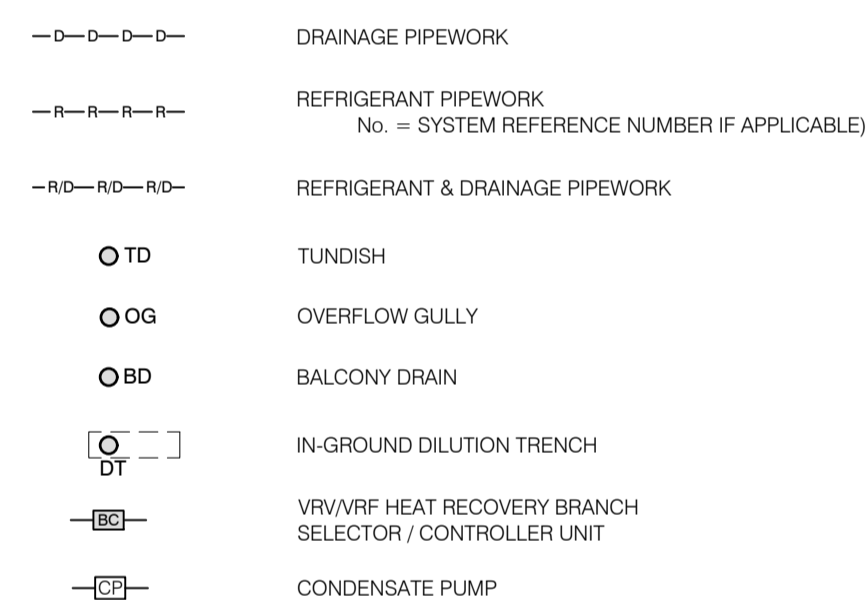 D D D D DRAINAGE PIPEWORK
R R R R REFRIGERANT PIPEWORK
No. = SYSTEM REFERENCE NUMBER IF APPLICABLE)
R/D R/D R/D REFRIGERANT & DRAINAGE PIPEWORK
TD TUNDISH
OG OVERFLOW GULLY
BD BALCONY DRAIN
DT IN-GROUND DILUTION TRENCH
BC VRV/VRF HEAT RECOVERY BRANCH
SELECTOR / CONTROLLER UNIT
CP CONDENSATE PUMP